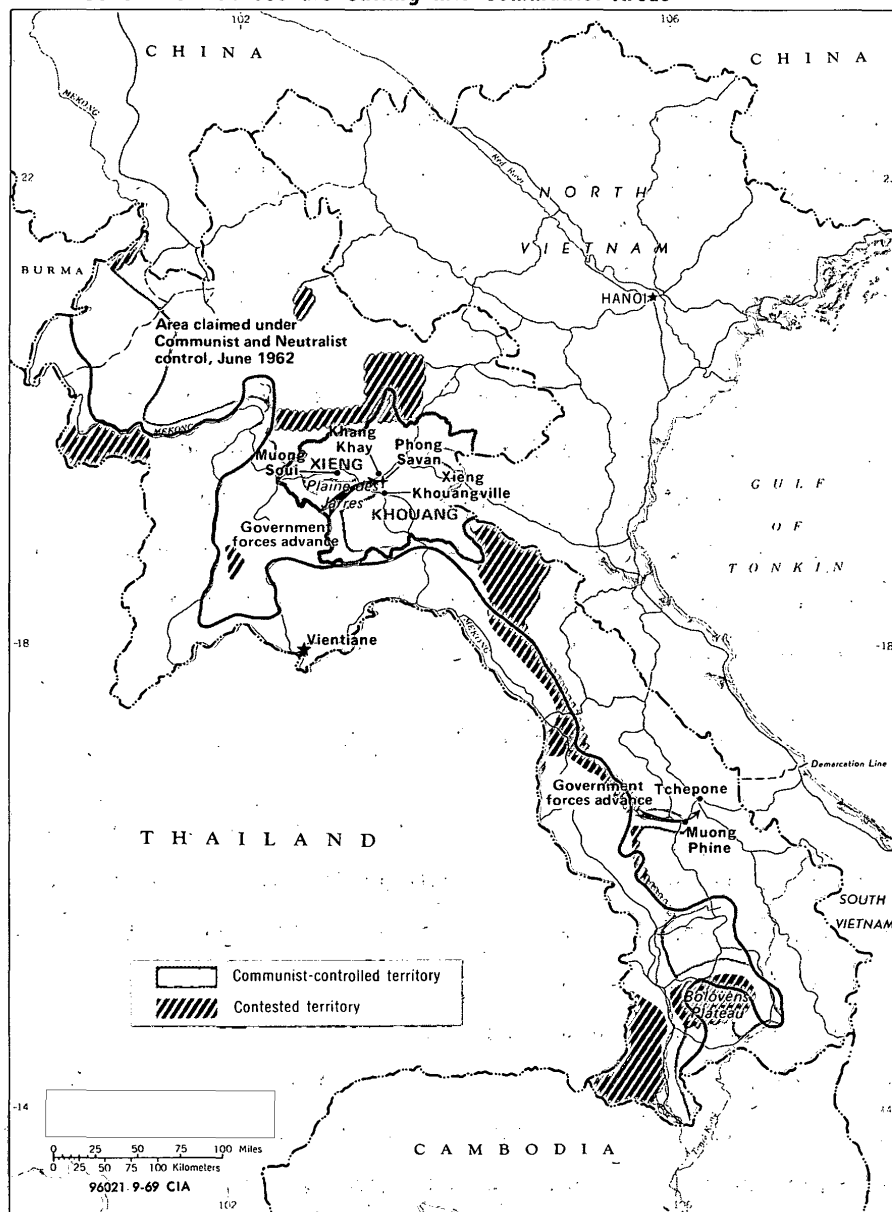 102
106
CHINA
CHINA
MEKONG
Red River
22
NORTH
VIETNAM
BURMA
HANOI
Area claimed under
Communist and Neutralist
control, June 1962
MEKONG
Khang
Khay
Phong
Savan
Muong
Soui
XIENG
Xieng
Khouangville
Plaine des
Jarres
KHOUANG
Government
forces advance
GULF
OF
TONKIN
-18
-18
Vientiane
MEKONG
Demarcation Line
Government
forces advance
Tchepone
Muong
Phine
THAILAND
SOUTH
VIETNAM
Communist-controlled territory
Contested territory
Bolovens
Plateau
-14
14
0 25 50 75 100 Miles
0 25 50 75 100 Kilometers
CAMBODIA
96021 9-69 CIA
102
106